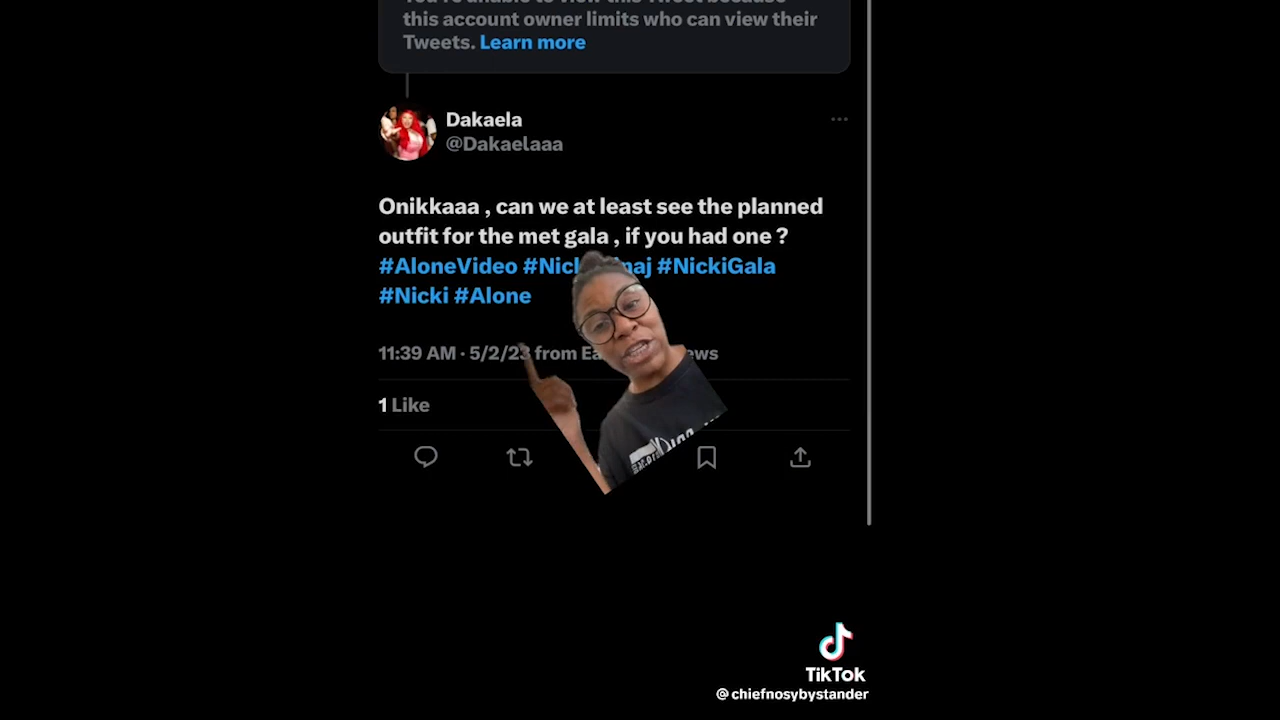 this account owner limits who can view their
Tweets. Learn more
Dakaela
@Dakaelaaa
Onikkaaa , can we at least see the planned
outfit for the met gala , if you had one ?
#AloneVideo #NickiGala
#Nicki #Alone
11:39 AM · 5/2/23 from
1 Like
TikTok
@ chiefnosybystander